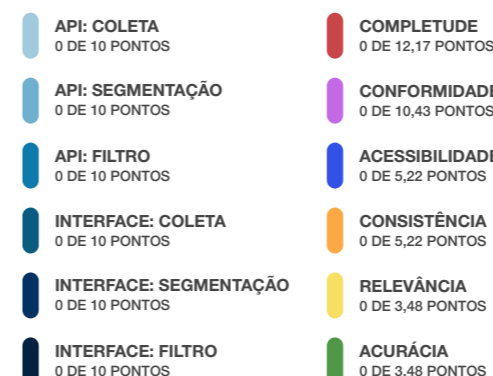 API: COLETA
0 DE 10 PONTOS
API: SEGMENTAÇÃO
0 DE 10 PONTOS
API: FILTRO
0 DE 10 PONTOS
INTERFACE: COLETA
0 DE 10 PONTOS
INTERFACE: SEGMENTAÇÃO
0 DE 10 PONTOS
INTERFACE: FILTRO
0 DE 10 PONTOS
COMPLETUDE
0 DE 12,17 PONTOS
CONFORMIDADE
0 DE 10,43 PONTOS
ACESSIBILIDADE
0 DE 5,22 PONTOS
CONSISTÊNCIA
0 DE 5,22 PONTOS
RELEVÂNCIA
0 DE 3,48 PONTOS
ACURÁCIA
0 DE 3,48 PONTOS